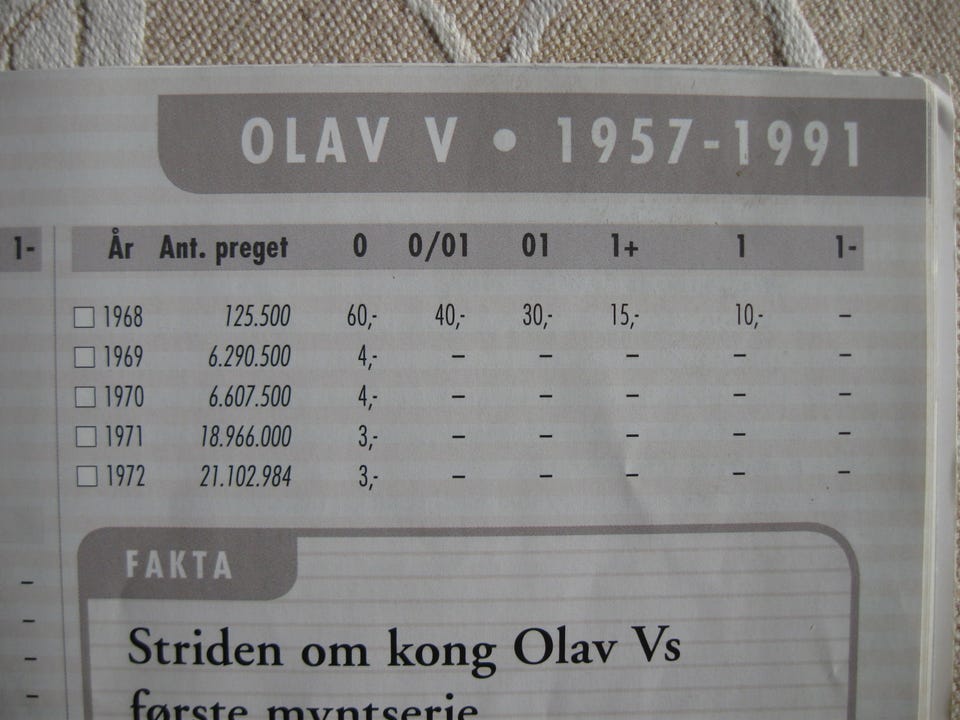 OLAV V • 1957-1991
1-
År Ant. preget 0 0/01 01 1+ 1 1-
1968 125.500 60,- 40,- 30,- 15,- 10,- –
1969 6.290.500 4,- – – – – –
1970 6.607.500 4,- – – – – –
1971 18.966.000 3,- – – – – –
1972 21.102.984 3,- – – – – –
–
–
–
–
FAKTA
Striden om kong Olav Vs
første myntserie